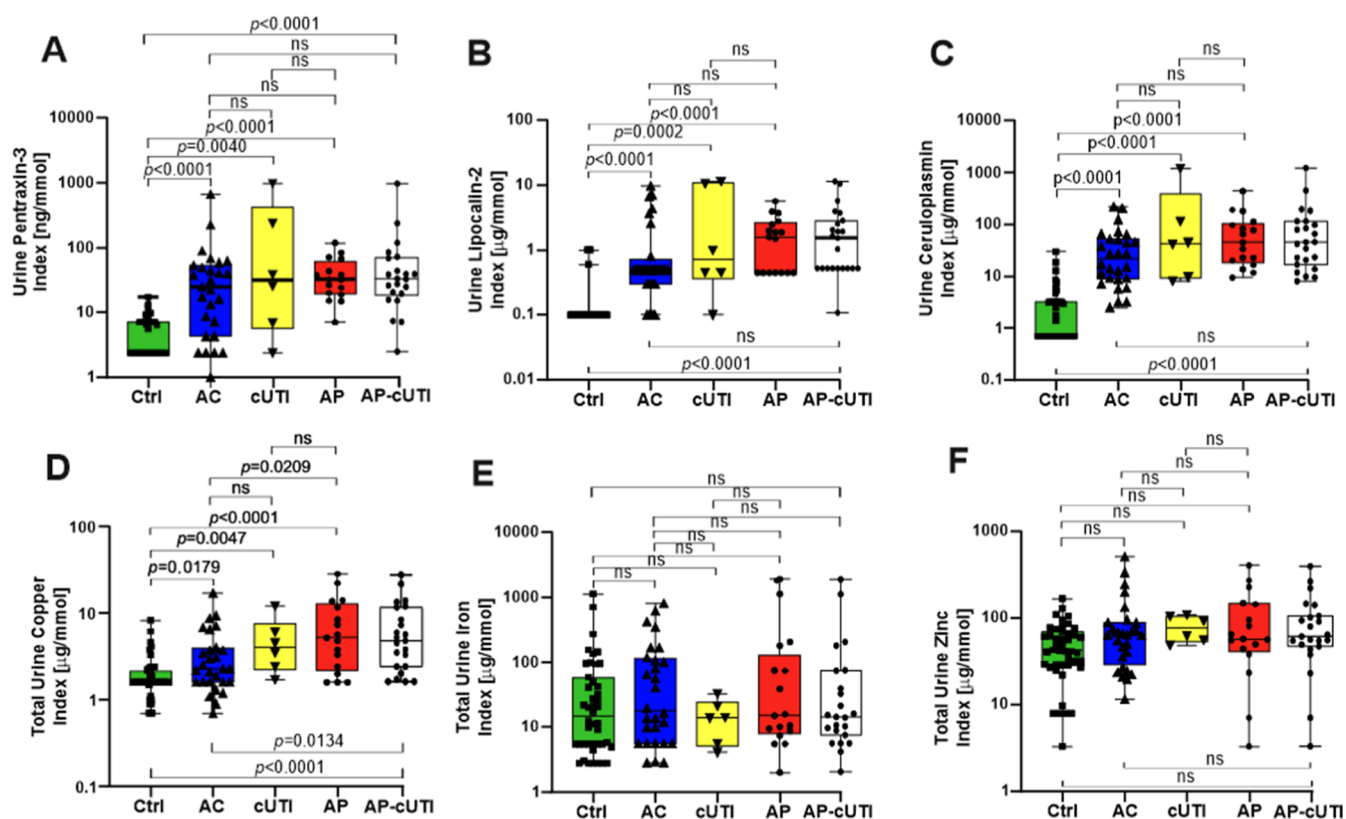 A
p<0.0001
ns
ns
ns
ns
p<0.0001
p=0.0040
p<0.0001
Urine Pentraxin-3
Index [ng/mmol]
10000
1000
100
10
1
Ctrl AC cUTI AP AP-cUTI
B
ns
ns
ns
p<0.0001
p=0.0002
p<0.0001
Urine Lipocalin-2
Index [µg/mmol]
100
10
1
0.1
0.01
ns
p<0.0001
Ctrl AC cUTI AP AP-cUTI
C
ns
ns
ns
p<0.0001
p<0.0001
p<0.0001
Urine Ceruloplasmin
Index [µg/mmol]
10000
1000
100
10
1
0.1
ns
p<0.0001
Ctrl AC cUTI AP AP-cUTI
D
ns
p=0.0209
ns
p<0.0001
p=0.0047
p=0.0179
Total Urine Copper
Index [µg/mmol]
100
10
1
0.1
p=0.0134
p<0.0001
Ctrl AC cUTI AP AP-cUTI
E
ns
ns
ns
ns
ns
ns
ns
ns
Total Urine Iron
Index [µg/mmol]
10000
1000
100
10
1
Ctrl AC cUTI AP AP-cUTI
F
ns
ns
ns
ns
ns
ns
Total Urine Zinc
Index [µg/mmol]
1000
100
10
1
ns
ns
Ctrl AC cUTI AP AP-cUTI